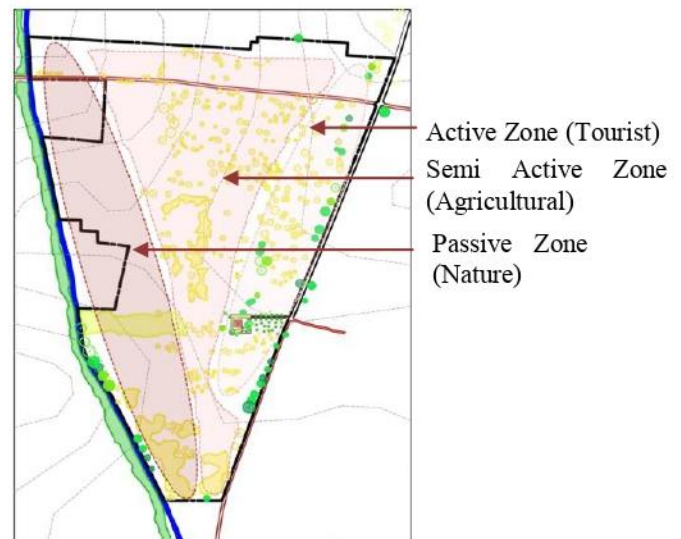 Active Zone (Tourist)
Semi Active Zone
(Agricultural)
Passive Zone
(Nature)